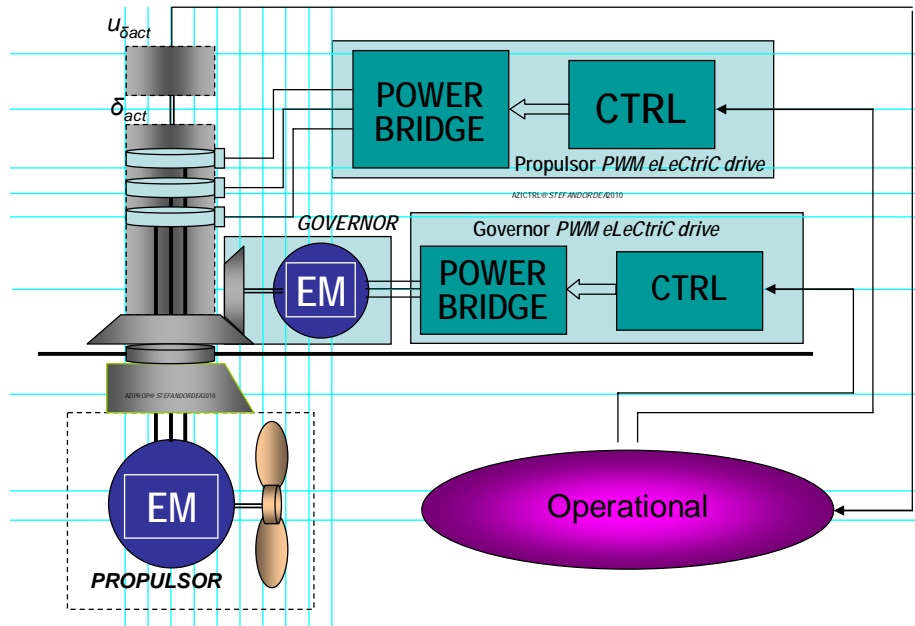 uδact
δact
POWER
BRIDGE
CTRL
Propulsor PWM eLeCtriC drive
AZICTRL@STEFANDORDEA2010
GOVERNOR
Governor PWM eLeCtriC drive
EM
POWER
BRIDGE
CTRL
AZIPROP@STEFANDORDEA2010
EM
Operational
PROPULSOR